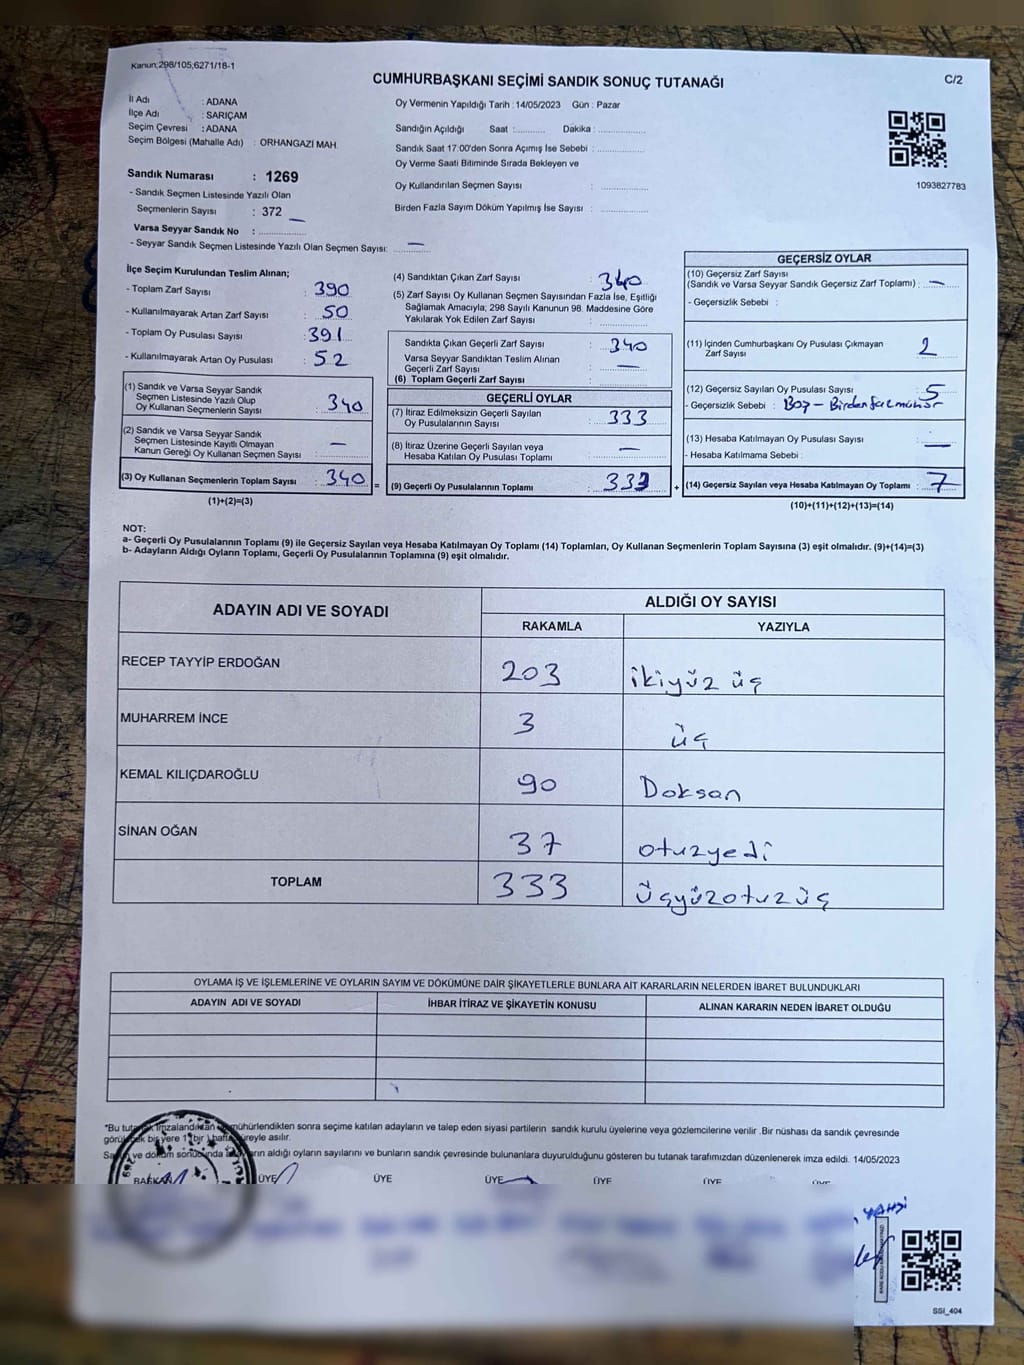 Kanun;298/105,6271/18-1
CUMHURBAŞKANI SEÇİMİ SANDIK SONUÇ TUTANAĞI
C/2
İl Adı : ADANA
İlçe Adı : SARIÇAM
Seçim Çevresi : ADANA
Seçim Bölgesi (Mahalle Adı) : ORHANGAZİ MAH.
Oy Vermenin Yapıldığı Tarih : 14/05/2023 Gün : Pazar
Sandığın Açıldığı Saat :........... Dakika :..............
Sandık Saat 17:00'den Sonra Açımış İse Sebebi :..............
Oy Verme Saati Bitiminde Sırada Bekleyen ve
Oy Kullandırılan Seçmen Sayısı : ..............
Birden Fazla Sayım Döküm Yapılmış İse Sayısı : ..............
1093827783
Sandık Numarası : 1269
- Sandık Seçmen Listesinde Yazılı Olan
Seçmenlerin Sayısı : 372 —
Varsa Seyyar Sandık No : ..............
- Seyyar Sandık Seçmen Listesinde Yazılı Olan Seçmen Sayısı: —
İlçe Seçim Kurulundan Teslim Alınan;
- Toplam Zarf Sayısı : 390
- Kullanılmayarak Artan Zarf Sayısı : 50
- Toplam Oy Pusulası Sayısı : 391
- Kullanılmayarak Artan Oy Pusulası : 52
(1) Sandık ve Varsa Seyyar Sandık
Seçmen Listesinde Yazılı Olup
Oy Kullanan Seçmenlerin Sayısı : 340
(2) Sandık ve Varsa Seyyar Sandık
Seçmen Listesinde Kayıtlı Olmayan
Kanun Gereği Oy Kullanan Seçmen Sayısı : —
(3) Oy Kullanan Seçmenlerin Toplam Sayısı : 340 =
(1)+(2)=(3)
(4) Sandıktan Çıkan Zarf Sayısı : 340
(5) Zarf Sayısı Oy Kullanan Seçmen Sayısından Fazla İse, Eşitliği
Sağlamak Amacıyla; 298 Sayılı Kanunun 98. Maddesine Göre
Yakılarak Yok Edilen Zarf Sayısı : ..............
Sandıkta Çıkan Geçerli Zarf Sayısı : 340
Varsa Seyyar Sandıktan Teslim Alınan
Geçerli Zarf Sayısı : —
(6) Toplam Geçerli Zarf Sayısı : ..............
GEÇERLİ OYLAR
(7) İtiraz Edilmeksizin Geçerli Sayılan
Oy Pusulalarının Sayısı : 333
(8) İtiraz Üzerine Geçerli Sayılan veya
Hesaba Katılan Oy Pusulası Toplamı : —
(9) Geçerli Oy Pusulalarının Toplamı : 333 +
GEÇERSİZ OYLAR
(10) Geçersiz Zarf Sayısı
(Sandık ve Varsa Seyyar Sandık Geçersiz Zarf Toplamı) : —
- Geçersizlik Sebebi :
(11) İçinden Cumhurbaşkanı Oy Pusulası Çıkmayan
Zarf Sayısı : 2
(12) Geçersiz Sayılan Oy Pusulası Sayısı : 5
- Geçersizlik Sebebi : Boş - Birden fazl mühür
(13) Hesaba Katılmayan Oy Pusulası Sayısı : —
- Hesaba Katılmama Sebebi :
(14) Geçersiz Sayılan veya Hesaba Katılmayan Oy Toplamı : 7
(10)+(11)+(12)+(13)=(14)
NOT:
a- Geçerli Oy Pusulalarının Toplamı (9) ile Geçersiz Sayılan veya Hesaba Katılmayan Oy Toplamı (14) Toplamları, Oy Kullanan Seçmenlerin Toplam Sayısına (3) eşit olmalıdır. (9)+(14)=(3)
b- Adayların Aldığı Oyların Toplamı, Geçerli Oy Pusulalarının Toplamına (9) eşit olmalıdır.
ADAYIN ADI VE SOYADI
ALDIĞI OY SAYISI
RAKAMLA YAZIYLA
RECEP TAYYİP ERDOĞAN 203 ikiyüz üç
MUHARREM İNCE 3 üç
KEMAL KILIÇDAROĞLU 90 Doksan
SİNAN OĞAN 37 otuzyedi
TOPLAM 333 üçyüzotuzüç
OYLAMA İŞ VE İŞLEMLERİNE VE OYLARIN SAYIM VE DÖKÜMÜNE DAİR ŞİKAYETLERLE BUNLARA AİT KARARLARIN NELERDEN İBARET BULUNDUKLARI
ADAYIN ADI VE SOYADI İHBAR İTİRAZ VE ŞİKAYETİN KONUSU ALINAN KARARIN NEDEN İBARET OLDUĞU
*Bu imzalandıktan mühürlendikten sonra seçime katılan adayların ve talep eden siyasi partilerin sandık kurulu üyelerine veya gözlemcilerine verilir .Bir nüshası da sandık çevresinde
bir yere 1 (bir ) süreyle asılır.
ve döküm sonucunda aldığı oyların sayılarını ve bunların sandık çevresinde bulunanlara duyurulduğunu gösteren bu tutanak tarafımızdan düzenlenerek imza edildi. 14/05/2023
BAŞKAN ÜYE ÜYE ÜYE ÜYE ÜYE ÜYE
YAHŞİ
SSI_404